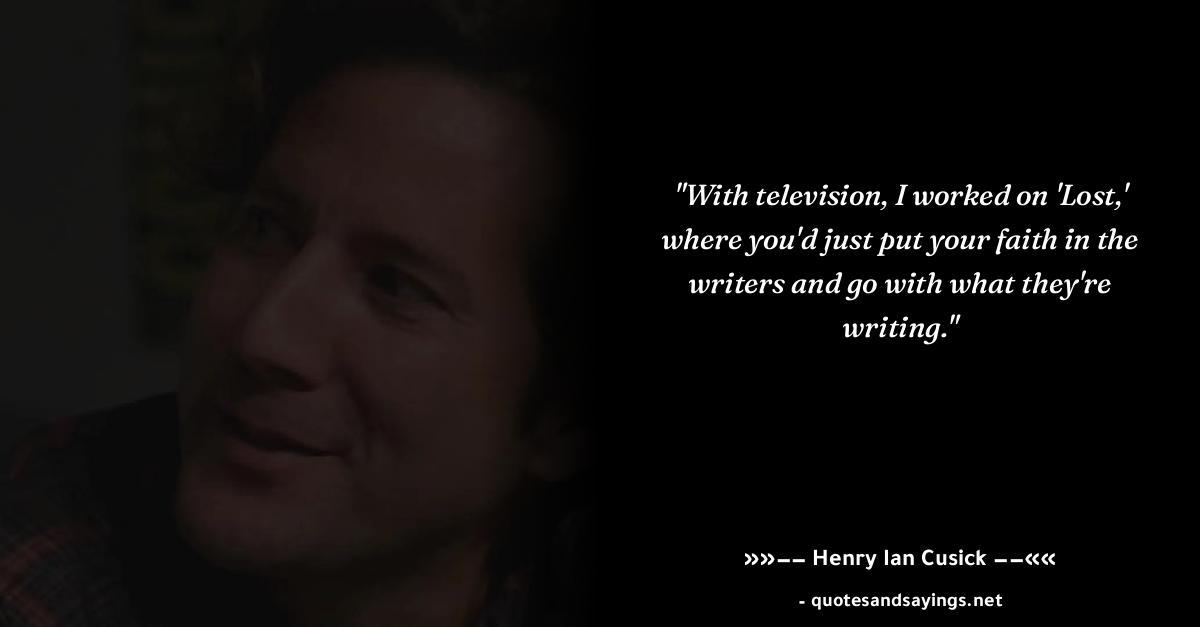 "With television, I worked on 'Lost,'
where you'd just put your faith in the
writers and go with what they're
writing."
»»−− Henry Ian Cusick −−««
- quotesandsayings.net